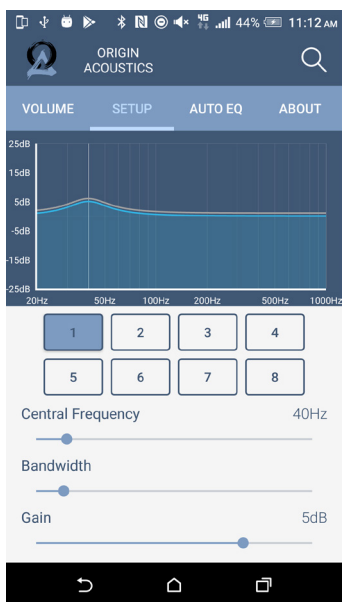 4G 44% 11:12 AM
ORIGIN
ACOUSTICS
VOLUME SETUP AUTO EQ ABOUT
25dB
15dB
5dB
-5dB
-15dB
-25dB
20Hz 50Hz 100Hz 200Hz 500Hz 1000Hz
1 2 3 4
5 6 7 8
Central Frequency 40Hz
Bandwidth
Gain 5dB